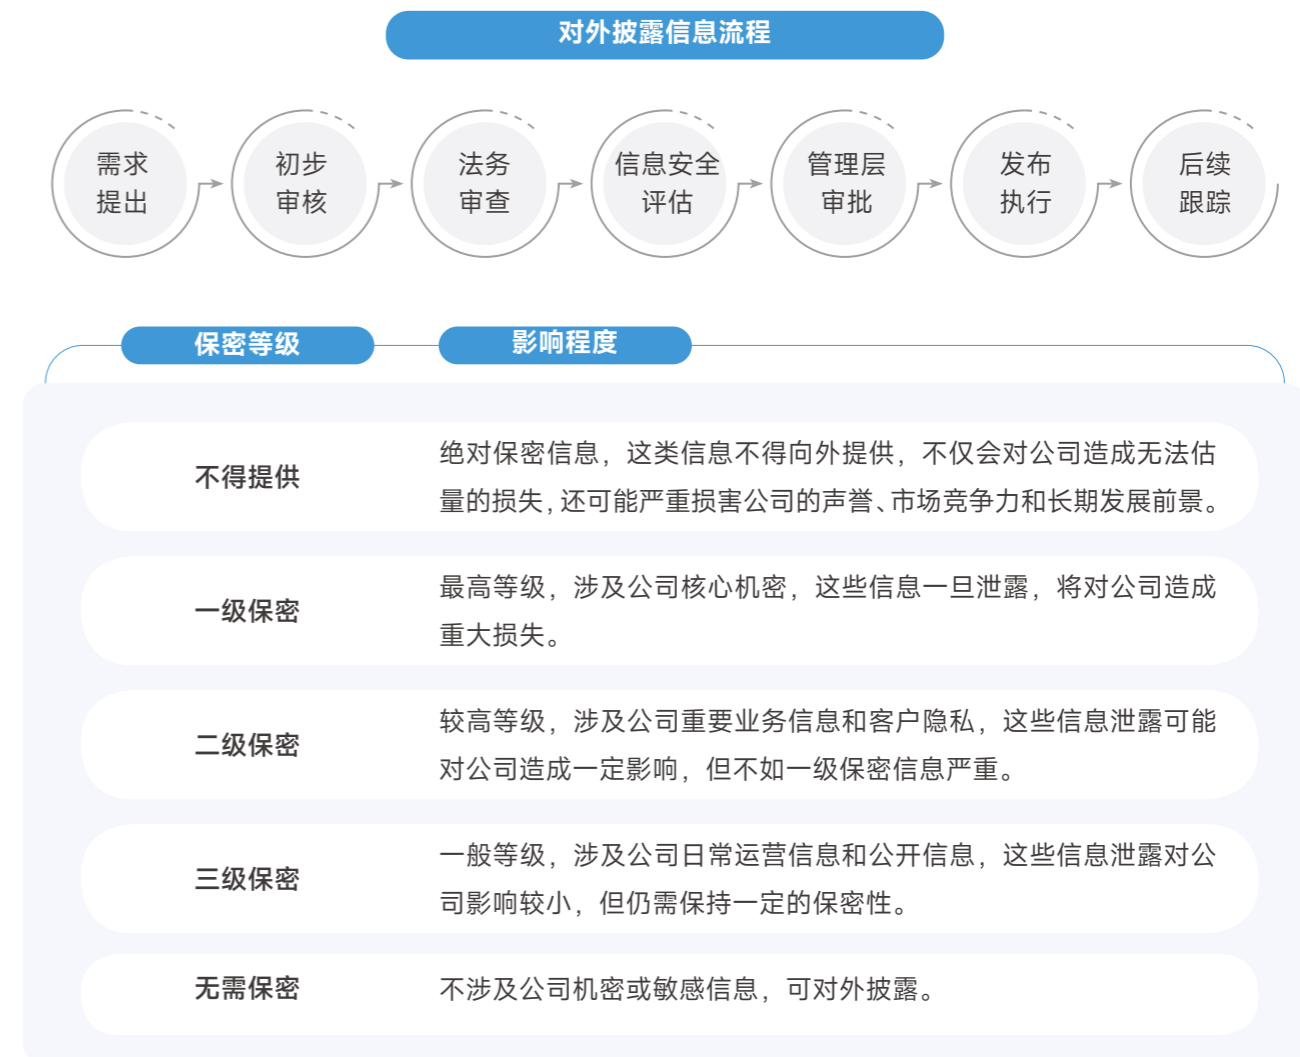 对外披露信息流程
需求
提出
初步
审核
法务
审查
信息安全
评估
管理层
审批
发布
执行
后续
跟踪
保密等级
影响程度
不得提供
绝对保密信息，这类信息不得向外提供，不仅会对公司造成无法估
量的损失，还可能严重损害公司的声誉、市场竞争力和长期发展前景。
一级保密
最高等级，涉及公司核心机密，这些信息一旦泄露，将对公司造成
重大损失。
二级保密
较高等级，涉及公司重要业务信息和客户隐私，这些信息泄露可能
对公司造成一定影响，但不如一级保密信息严重。
三级保密
一般等级，涉及公司日常运营信息和公开信息，这些信息泄露对公
司影响较小，但仍需保持一定的保密性。
无需保密
不涉及公司机密或敏感信息，可对外披露。